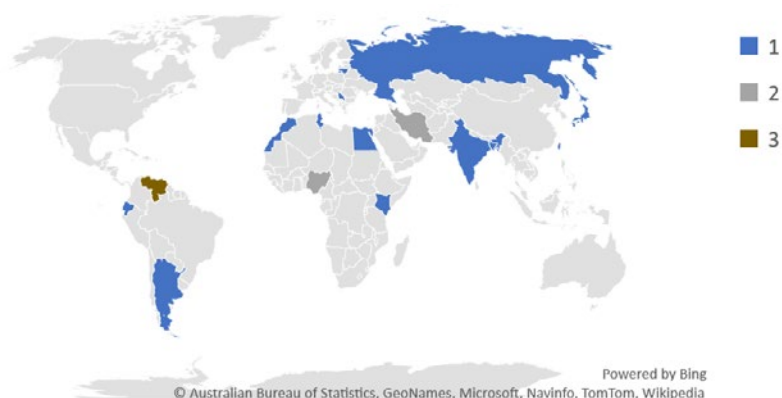 1
2
3
Powered by Bing
© Australian Bureau of Statistics, GeoNames, Microsoft, Navinfo, TomTom, Wikipedia